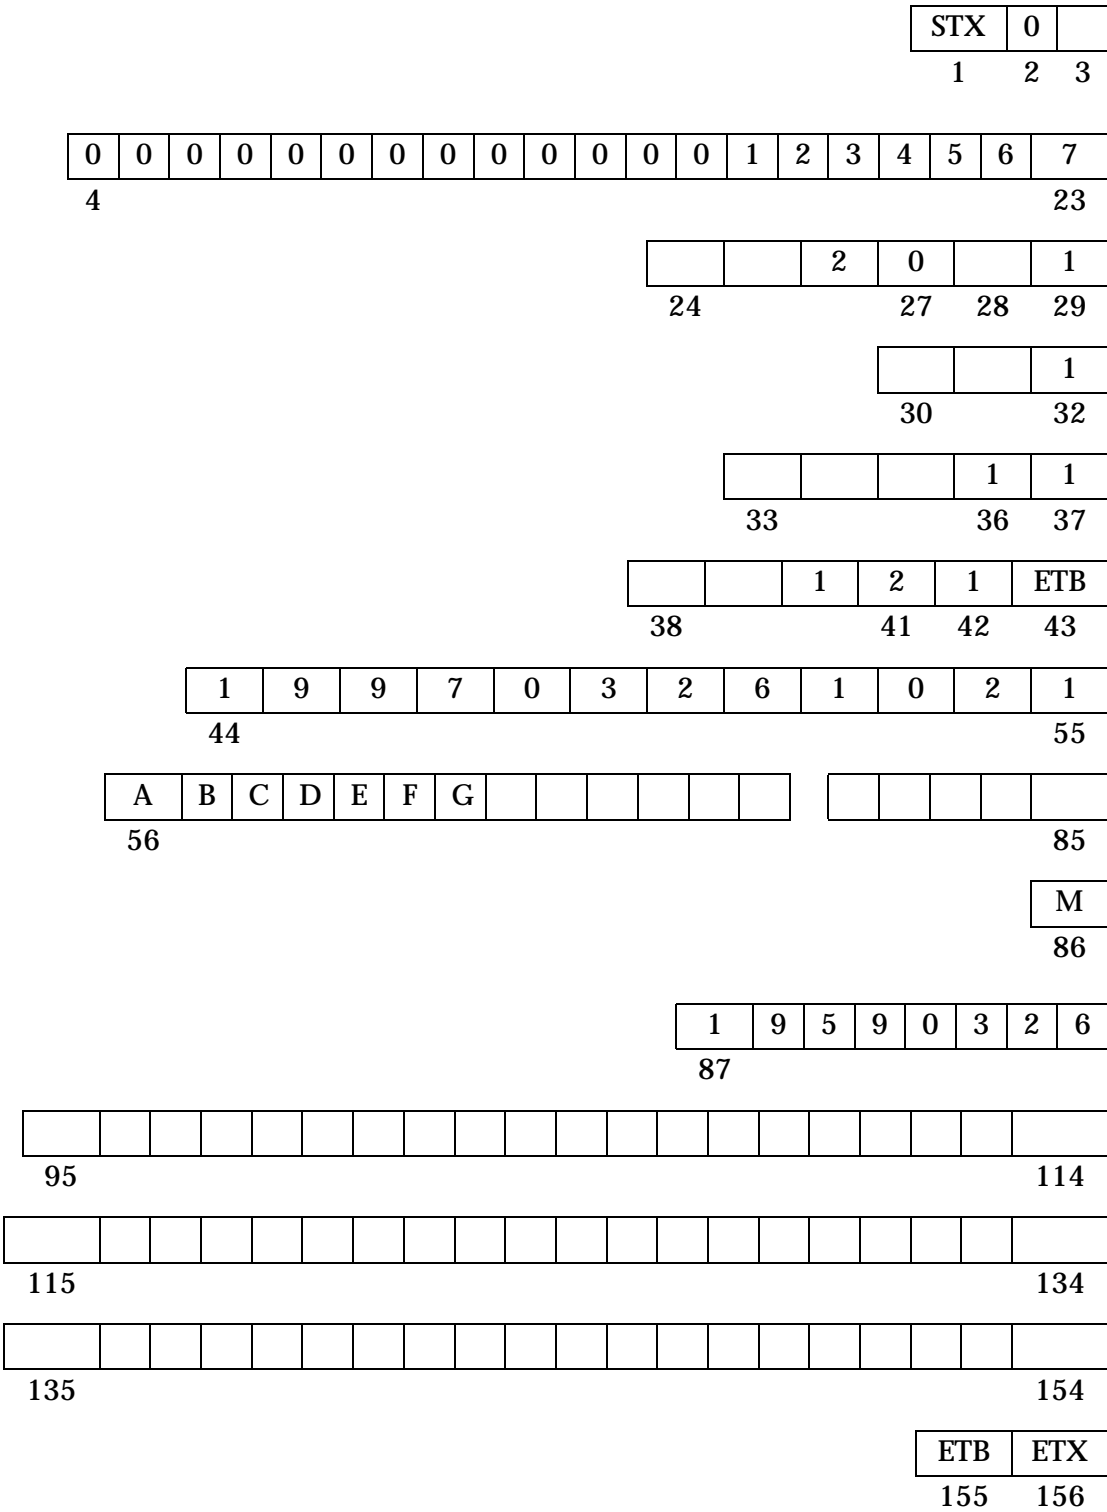 STX 0
1 2 3
0 0 0 0 0 0 0 0 0 0 0 0 0 1 2 3 4 5 6 7
4 23
2 0 1
24 27 28 29
1
30 32
1 1
33 36 37
1 2 1 ETB
38 41 42 43
1 9 9 7 0 3 2 6 1 0 2 1
44 55
A B C D E F G
56 85
M
86
1 9 5 9 0 3 2 6
87
95 114
115 134
135 154
ETB ETX
155 156